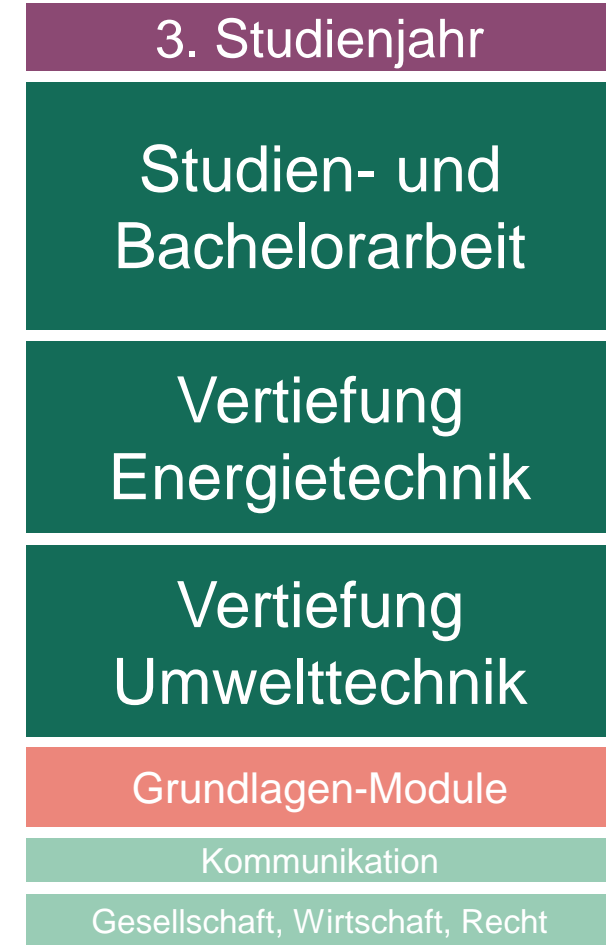 3. Studienjahr
Studien- und
Bachelorarbeit
Vertiefung
Energietechnik
Vertiefung
Umwelttechnik
Grundlagen-Module
Kommunikation
Gesellschaft, Wirtschaft, Recht